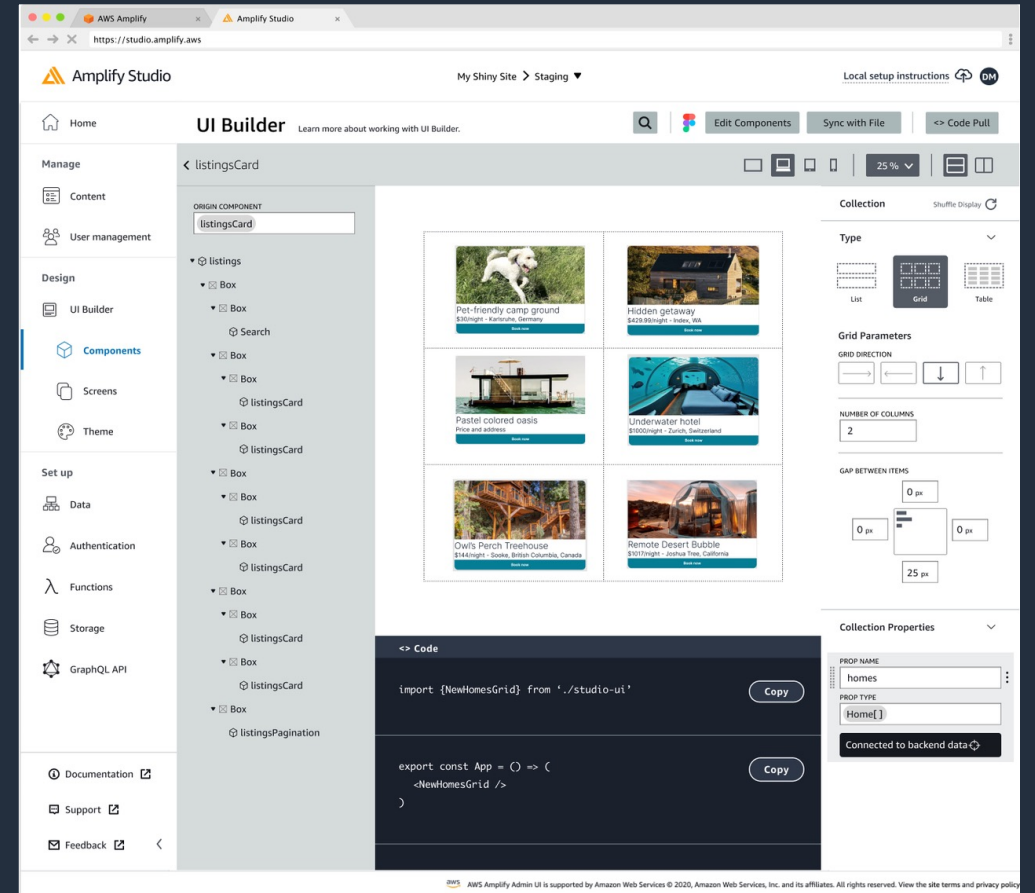 AWS Amplify
Amplify Studio
https://studio.amplify.aws
Amplify Studio
My Shiny Site > Staging ▼
Local setup instructions
DM
Home
UI Builder
Learn more about working with UI Builder.
Edit Components
Sync with File
<> Code Pull
Manage
Content
User management
Design
UI Builder
Components
Screens
Theme
Set up
Data
Authentication
Functions
Storage
GraphQL API
Documentation
Support
Feedback
listingsCard
25 %
ORIGIN COMPONENT
listingsCard
listings
Box
Box
Search
Box
Box
listingsCard
Box
listingsCard
Box
Box
listingsCard
Box
listingsCard
Box
Box
listingsCard
Box
listingsCard
Box
listingsPagination
Pet-friendly camp ground
$30/night - Karlsruhe, Germany
Book now
Hidden getaway
$429.99/night - Index, WA
Book now
Pastel colored oasis
Price and address
Book now
Underwater hotel
$1000/night - Zurich, Switzerland
Book now
Owl's Perch Treehouse
$144/night - Sooke, British Columbia, Canada
Book now
Remote Desert Bubble
$1017/night - Joshua Tree, California
Book now
<> Code
import {NewHomesGrid} from ‘./studio-ui’
Copy
export const App = () => (
<NewHomesGrid />
)
Copy
Collection
Shuffle Display
Type
List
Grid
Table
Grid Parameters
GRID DIRECTION
NUMBER OF COLUMNS
2
GAP BETWEEN ITEMS
0 px
0 px
0 px
25 px
Collection Properties
PROP NAME
homes
PROP TYPE
Home[ ]
Connected to backend data
aws AWS Amplify Admin UI is supported by Amazon Web Services © 2020, Amazon Web Services, Inc. and its affiliates. All rights reserved. View the site terms and privacy policy